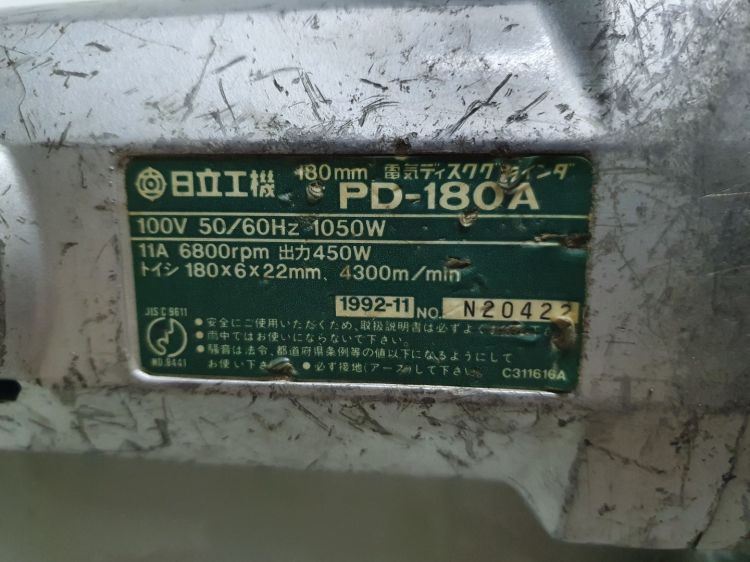 日立工機 180mm 電気ディスクグラインダ
PD-180A
100V 50/60Hz 1050W
11A 6800rpm 出力450W
トイシ 180×6×22mm, 4300m/min
1992-11 NO. N20422
JIS C 9611
NO.8441
●安全にご使用いただくため、取扱説明書は必ずよく
●雨中ではお使いにならないで下さい。
●騒音は法令、都道府県条例等の値以下になるようにして
お使い下さい。 ●必ず接地(アース)して下さい。
C311616A